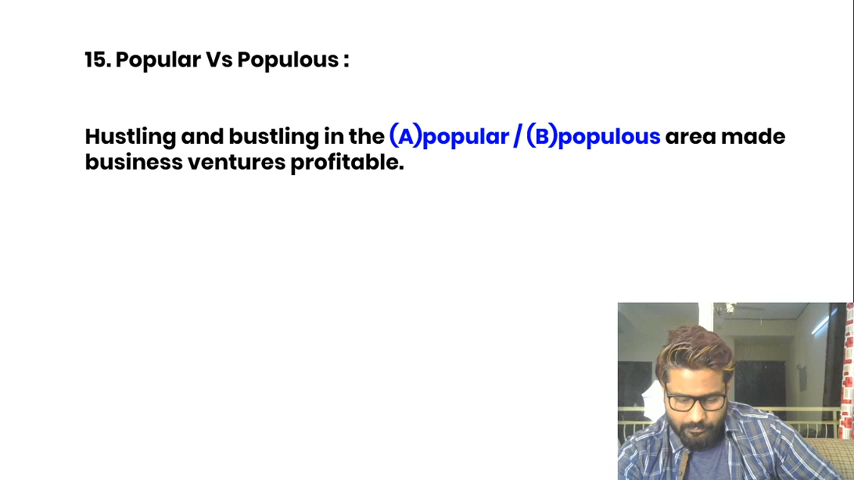 15. Popular Vs Populous :
Hustling and bustling in the (A)popular / (B)populous area made
business ventures profitable.